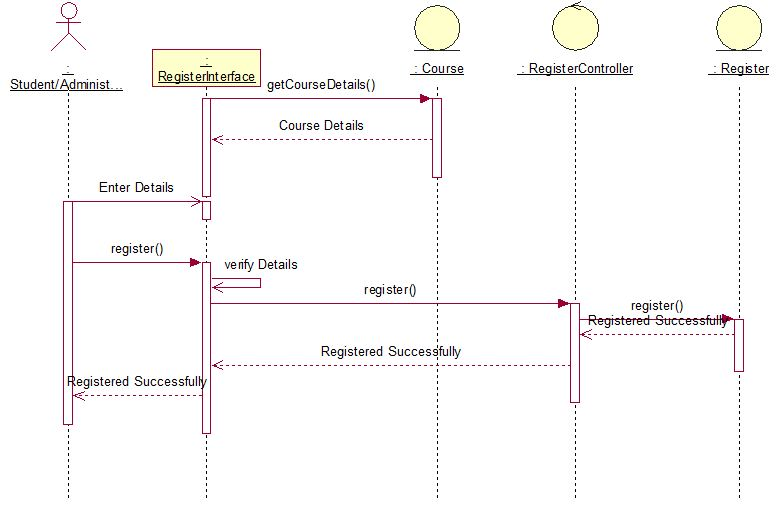 :
Student/Administ...
:
RegisterInterface
: Course
: RegisterController
: Register
getCourseDetails()
Course Details
Enter Details
register()
verify Details
register()
register()
Registered Successfully
Registered Successfully
Registered Successfully